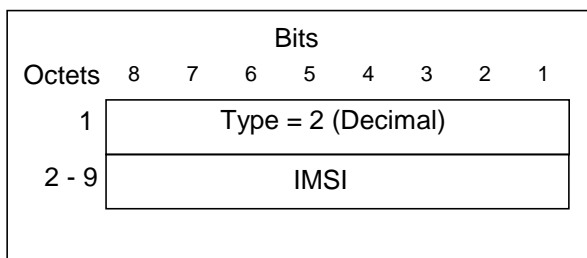 Bits
Octets 8 7 6 5 4 3 2 1
1 Type = 2 (Decimal)
2 - 9 IMSI